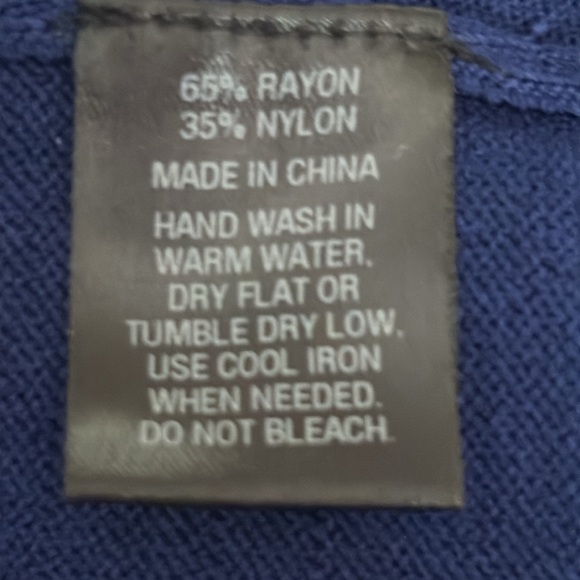 65% RAYON
35% NYLON
MADE IN CHINA
HAND WASH IN
WARM WATER.
DRY FLAT OR
TUMBLE DRY LOW.
USE COOL IRON
WHEN NEEDED.
DO NOT BLEACH.